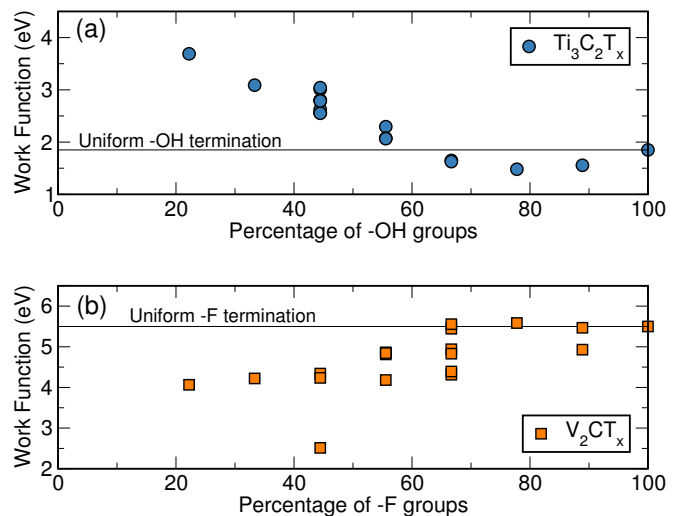 (a)
Ti3C2Tx
Uniform -OH termination
Work Function (eV)
4
3
2
1
0 20 40 60 80 100
Percentage of -OH groups
(b)
Uniform -F termination
V2CTx
Work Function (eV)
6
5
4
3
2
0 20 40 60 80 100
Percentage of -F groups